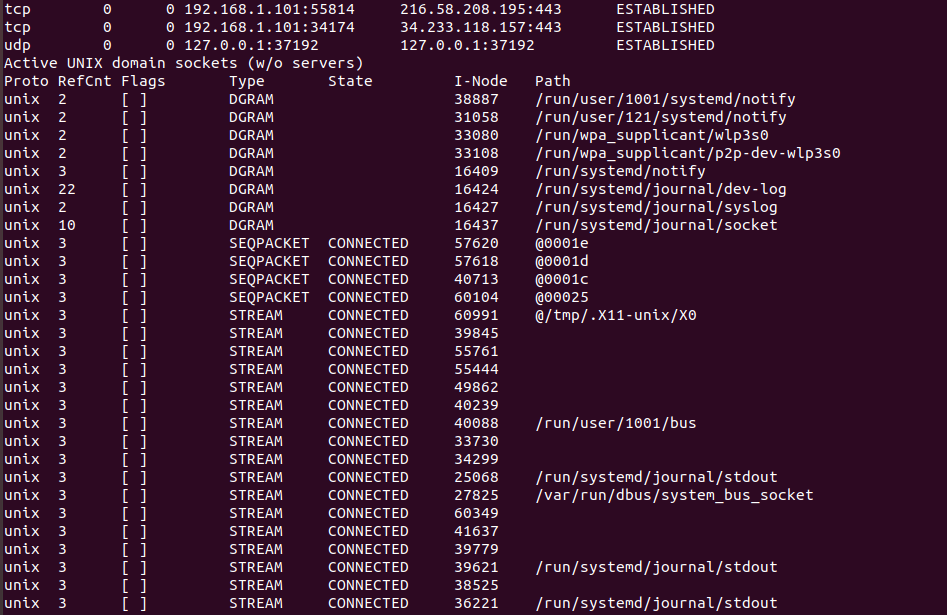 tcp        0      0 192.168.1.101:55814     216.58.208.195:443      ESTABLISHED
tcp        0      0 192.168.1.101:34174     34.233.118.157:443      ESTABLISHED
udp        0      0 127.0.0.1:37192         127.0.0.1:37192         ESTABLISHED
Active UNIX domain sockets (w/o servers)
Proto RefCnt Flags       Type       State         I-Node   Path
unix  2      [ ]         DGRAM                    38887    /run/user/1001/systemd/notify
unix  2      [ ]         DGRAM                    31058    /run/user/121/systemd/notify
unix  2      [ ]         DGRAM                    33080    /run/wpa_supplicant/wlp3s0
unix  2      [ ]         DGRAM                    33108    /run/wpa_supplicant/p2p-dev-wlp3s0
unix  3      [ ]         DGRAM                    16409    /run/systemd/notify
unix  22     [ ]         DGRAM                    16424    /run/systemd/journal/dev-log
unix  2      [ ]         DGRAM                    16427    /run/systemd/journal/syslog
unix  10     [ ]         DGRAM                    16437    /run/systemd/journal/socket
unix  3      [ ]         SEQPACKET  CONNECTED     57620    @0001e
unix  3      [ ]         SEQPACKET  CONNECTED     57618    @0001d
unix  3      [ ]         SEQPACKET  CONNECTED     40713    @0001c
unix  3      [ ]         SEQPACKET  CONNECTED     60104    @00025
unix  3      [ ]         STREAM     CONNECTED     60991    @/tmp/.X11-unix/X0
unix  3      [ ]         STREAM     CONNECTED     39845
unix  3      [ ]         STREAM     CONNECTED     55761
unix  3      [ ]         STREAM     CONNECTED     55444
unix  3      [ ]         STREAM     CONNECTED     49862
unix  3      [ ]         STREAM     CONNECTED     40239
unix  3      [ ]         STREAM     CONNECTED     40088    /run/user/1001/bus
unix  3      [ ]         STREAM     CONNECTED     33730
unix  3      [ ]         STREAM     CONNECTED     34299
unix  3      [ ]         STREAM     CONNECTED     25068    /run/systemd/journal/stdout
unix  3      [ ]         STREAM     CONNECTED     27825    /var/run/dbus/system_bus_socket
unix  3      [ ]         STREAM     CONNECTED     60349
unix  3      [ ]         STREAM     CONNECTED     41637
unix  3      [ ]         STREAM     CONNECTED     39779
unix  3      [ ]         STREAM     CONNECTED     39621    /run/systemd/journal/stdout
unix  3      [ ]         STREAM     CONNECTED     38525
unix  3      [ ]         STREAM     CONNECTED     36221    /run/systemd/journal/stdout